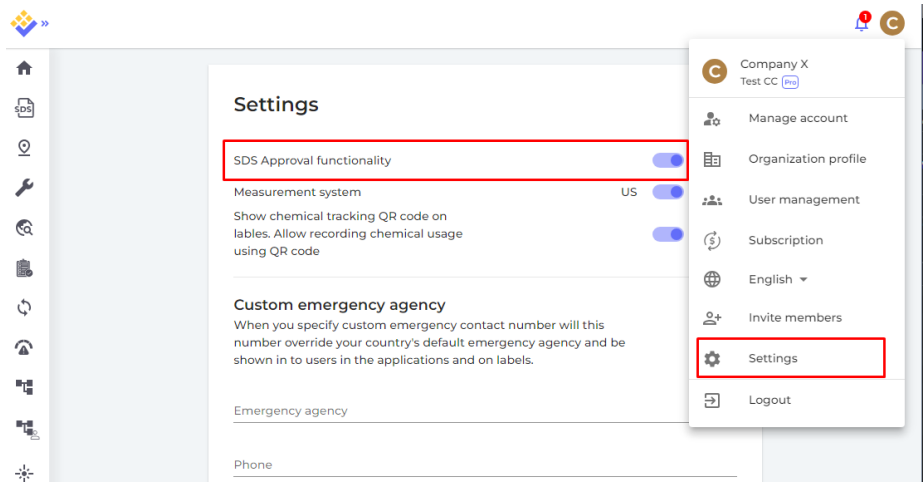 »
1
C
SDS
Settings
SDS Approval functionality
Measurement system US
Show chemical tracking QR code on
lables. Allow recording chemical usage
using QR code
Custom emergency agency
When you specify custom emergency contact number will this
number override your country's default emergency agency and be
shown in to users in the applications and on labels.
Emergency agency
Phone
C
Company X
Test CC Pro
Manage account
Organization profile
User management
Subscription
English
Invite members
Settings
Logout